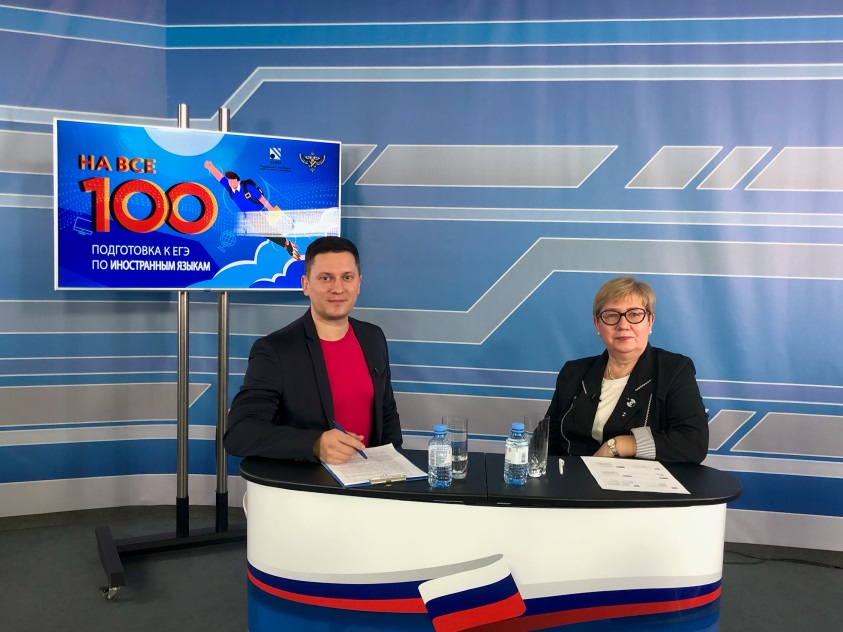 НА ВСЕ
100
ПОДГОТОВКА К ЕГЭ
ПО ИНОСТРАННЫМ ЯЗЫКАМ